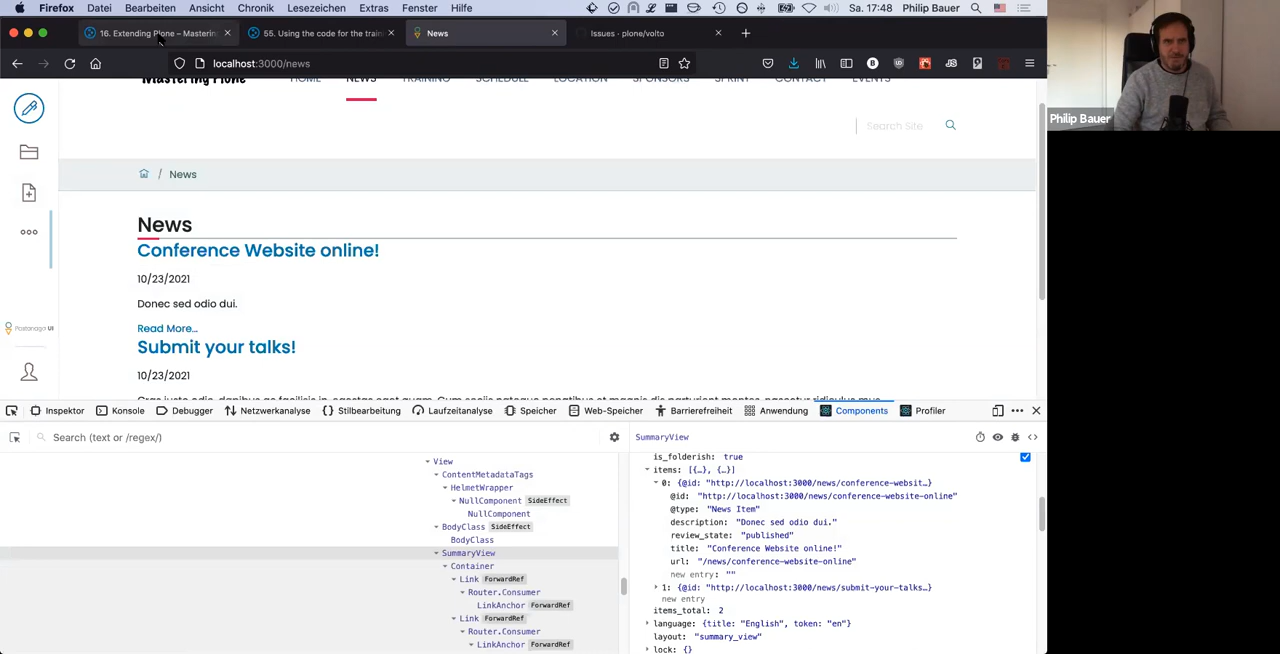 Firefox Datei Bearbeiten Ansicht Chronik Lesezeichen Extras Fenster Hilfe Sa. 17:48 Philip Bauer
16. Extending Plone – Masterin
55. Using the code for the train
News
Issues · plone/volto
localhost:3000/news
Mastering Plone HOME NEWS TRAINING SCHEDULE LOCATION SPONSORS SPRINT CONTACT EVENTS
Search Site
/ News
News
Conference Website online!
10/23/2021
Donec sed odio dui.
Read More...
Submit your talks!
10/23/2021
Pastanaga UI
Philip Bauer
Inspektor Konsole Debugger Netzwerkanalyse Stilbearbeitung Laufzeitanalyse Speicher Web-Speicher Barrierefreiheit Anwendung Components Profiler
Search (text or /regex/)
View
ContentMetadataTags
HelmetWrapper
NullComponent SideEffect
NullComponent
BodyClass SideEffect
BodyClass
SummaryView
Container
Link ForwardRef
Router.Consumer
LinkAnchor ForwardRef
Link ForwardRef
Router.Consumer
LinkAnchor ForwardRef
SummaryView
is_folderish: true
items: [{…}, {…}]
0: {@id: "http://localhost:3000/news/conference-websit…}
@id: "http://localhost:3000/news/conference-website-online"
@type: "News Item"
description: "Donec sed odio dui."
review_state: "published"
title: "Conference Website online!"
url: "/news/conference-website-online"
new entry: ""
1: {@id: "http://localhost:3000/news/submit-your-talks…}
new entry
items_total: 2
language: {title: "English", token: "en"}
layout: "summary_view"
lock: {}